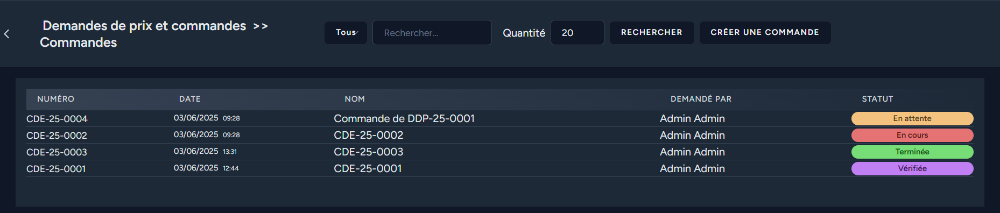 Demandes de prix et commandes >>
Commandes
Tous
Rechercher...
Quantité
20
RECHERCHER
CRÉER UNE COMMANDE
NUMÉRO DATE NOM DEMANDÉ PAR STATUT
CDE-25-0004 03/06/2025 09:28 Commande de DDP-25-0001 Admin Admin En attente
CDE-25-0002 03/06/2025 09:28 CDE-25-0002 Admin Admin En cours
CDE-25-0003 03/06/2025 13:31 CDE-25-0003 Admin Admin Terminée
CDE-25-0001 03/06/2025 12:44 CDE-25-0001 Admin Admin Vérifiée